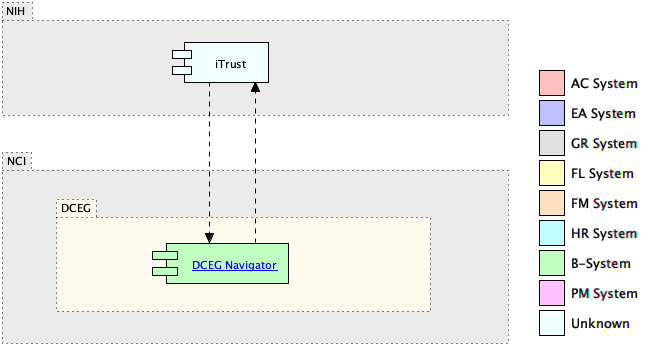 NIH
iTrust
NCI
DCEG
DCEG Navigator
AC System
EA System
GR System
FL System
FM System
HR System
B-System
PM System
Unknown